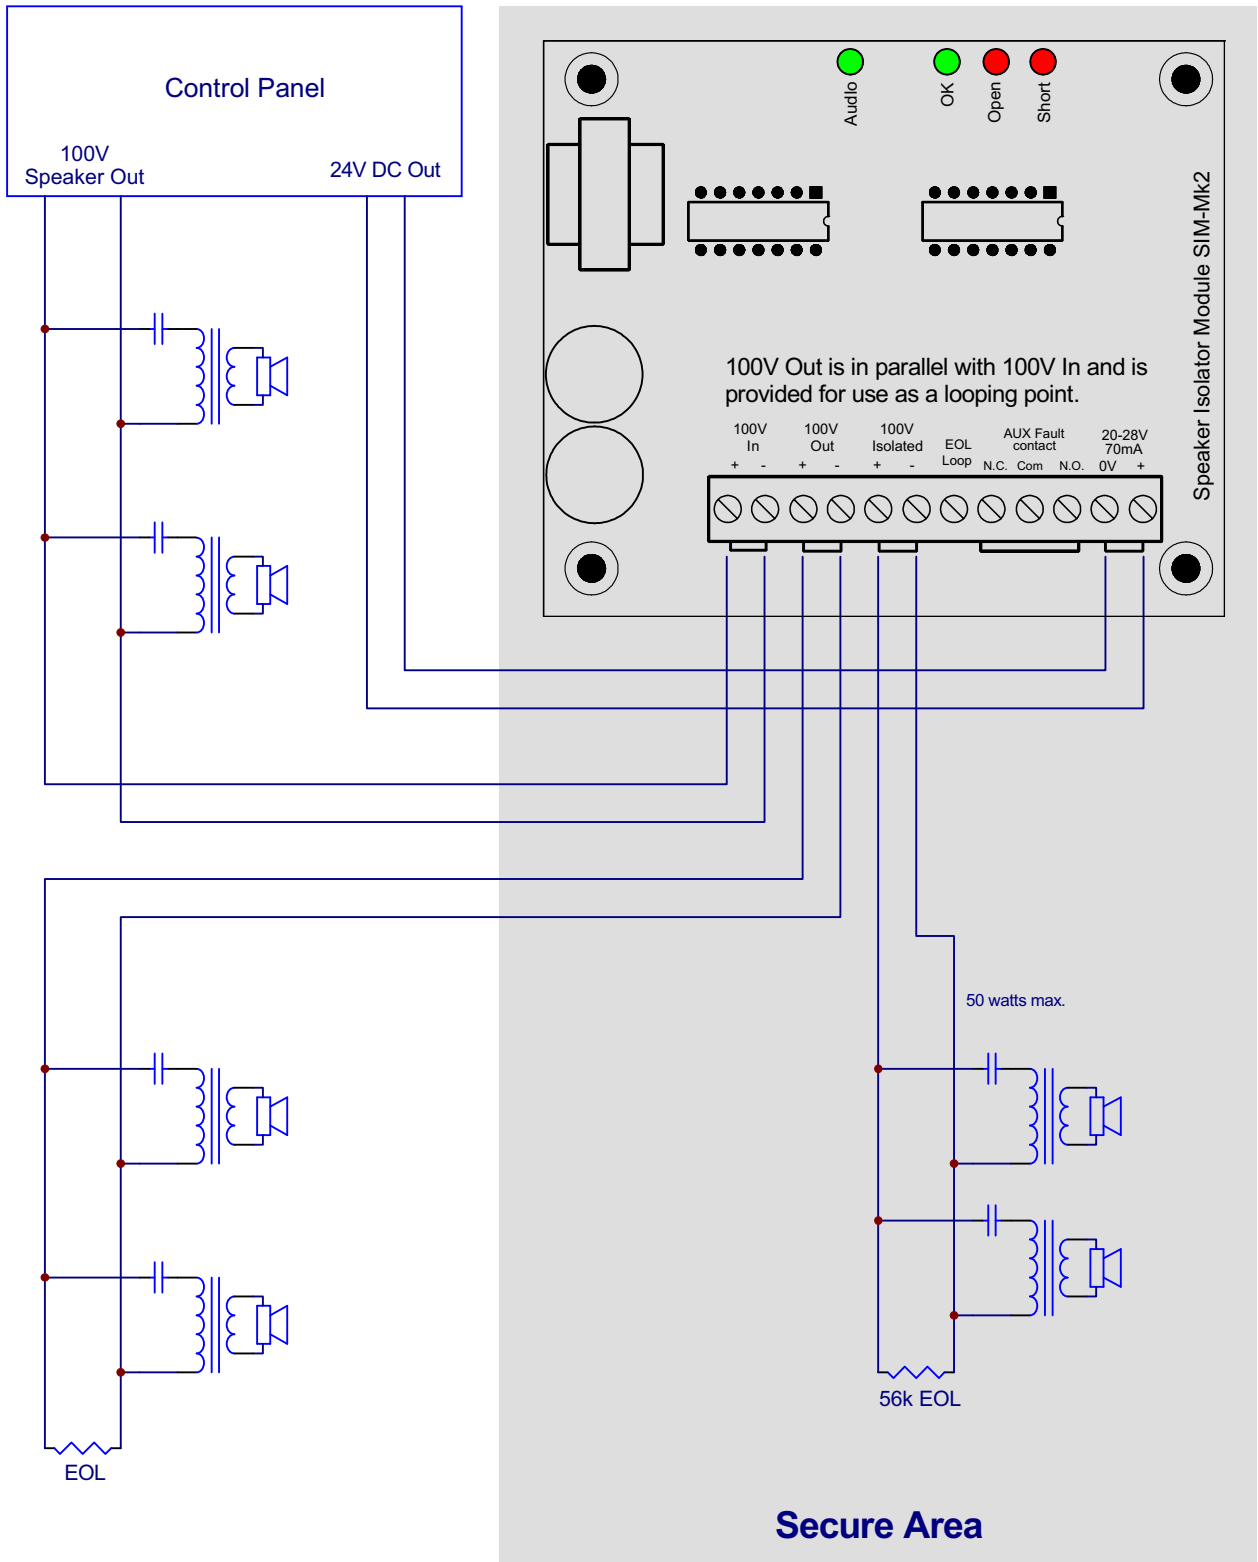 Control Panel
100V
Speaker Out
24V DC Out
Audlo
OK
Open
Short
Speaker Isolator Module SIM-Mk2
100V Out is in parallel with 100V In and is
provided for use as a looping point.
100V
In
+ -
100V
Out
+ -
100V
Isolated
+ -
EOL
Loop
AUX Fault
contact
N.C. Com N.O.
20-28V
70mA
0V +
50 watts max.
56k EOL
EOL
Secure Area